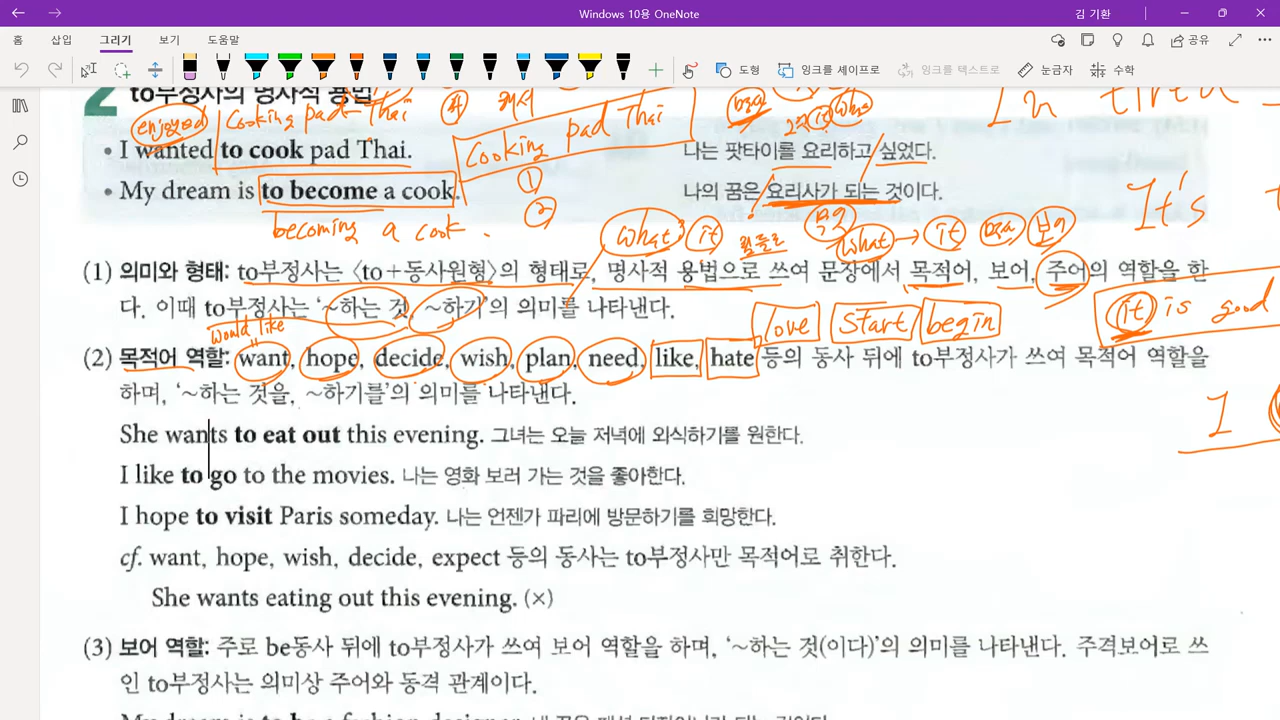 Windows 10용 OneNote
김 기환
홈 삽입 그리기 보기 도움말
공유
도형 잉크를 셰이프로 잉크를 텍스트로 눈금자 수학
2 to부정사의 명사적 용법
enjoyed Cooking pad Thai
④ Cooking pad Thai
I'm tired
• I wanted to cook pad Thai. 나는 팟타이를 요리하고 싶었다.
① ②
• My dream is to become a cook. 나의 꿈은 요리사가 되는 것이다.
It's
becoming a cook.
what it what → it
(1) 의미와 형태: to부정사는 〈to+동사원형〉의 형태로, 명사적 용법으로 쓰여 문장에서 목적어, 보어, 주어의 역할을 한
다. 이때 to부정사는 ‘~하는 것, ~하기’의 의미를 나타낸다.
it is good
would like love start begin
(2) 목적어 역할: want, hope, decide, wish, plan, need, like, hate 등의 동사 뒤에 to부정사가 쓰여 목적어 역할을
하며, ‘~하는 것을, ~하기를’의 의미를 나타낸다.
I
She wants to eat out this evening. 그녀는 오늘 저녁에 외식하기를 원한다.
I like to go to the movies. 나는 영화 보러 가는 것을 좋아한다.
I hope to visit Paris someday. 나는 언젠가 파리에 방문하기를 희망한다.
cf. want, hope, wish, decide, expect 등의 동사는 to부정사만 목적어로 취한다.
She wants eating out this evening. (×)
(3) 보어 역할: 주로 be동사 뒤에 to부정사가 쓰여 보어 역할을 하며, ‘~하는 것(이다)’의 의미를 나타낸다. 주격보어로 쓰
인 to부정사는 의미상 주어와 동격 관계이다.
My dream is to be a fashion designer.